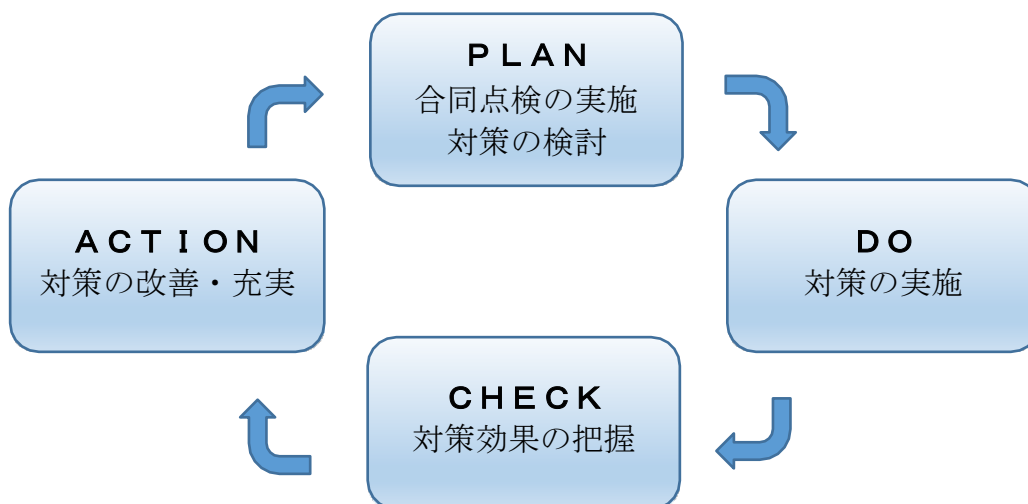 ＰＬＡＮ
合同点検の実施
対策の検討
ＡＣＴＩＯＮ
対策の改善・充実
ＤＯ
対策の実施
ＣＨＥＣＫ
対策効果の把握